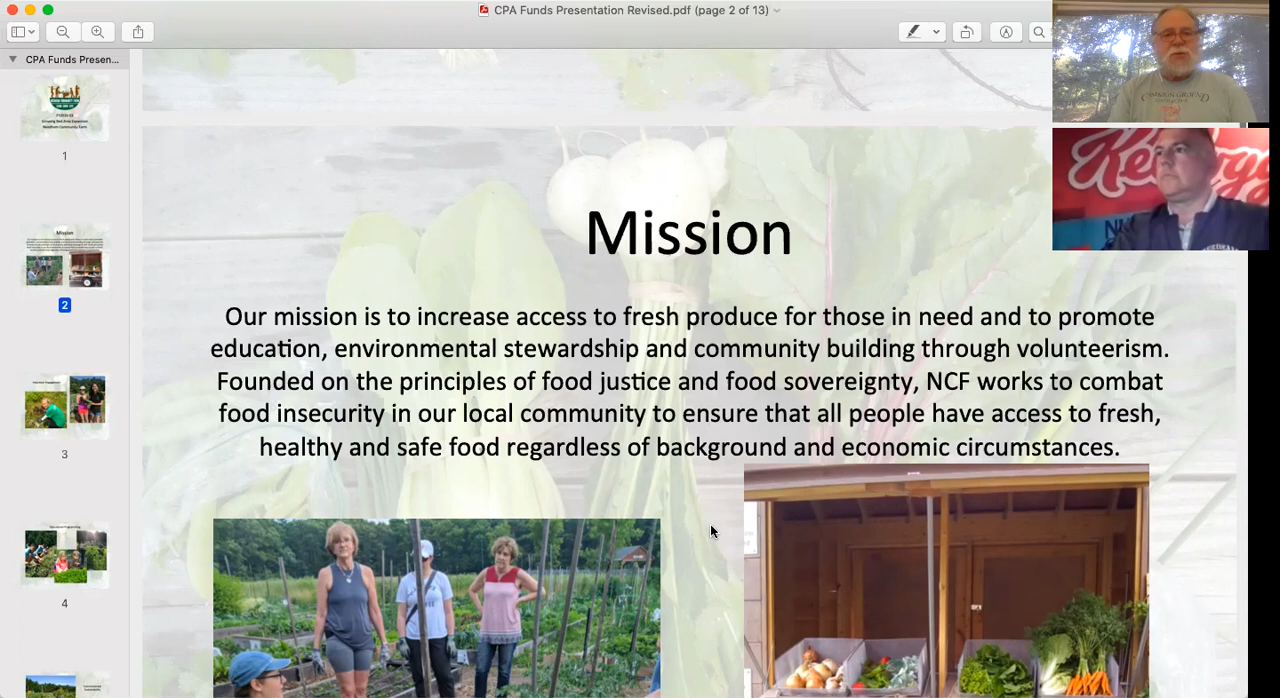 CPA Funds Presentation Revised.pdf (page 2 of 13)
CPA Funds Presen...
1
Mission
2
3
4
Mission
Our mission is to increase access to fresh produce for those in need and to promote
education, environmental stewardship and community building through volunteerism.
Founded on the principles of food justice and food sovereignty, NCF works to combat
food insecurity in our local community to ensure that all people have access to fresh,
healthy and safe food regardless of background and economic circumstances.